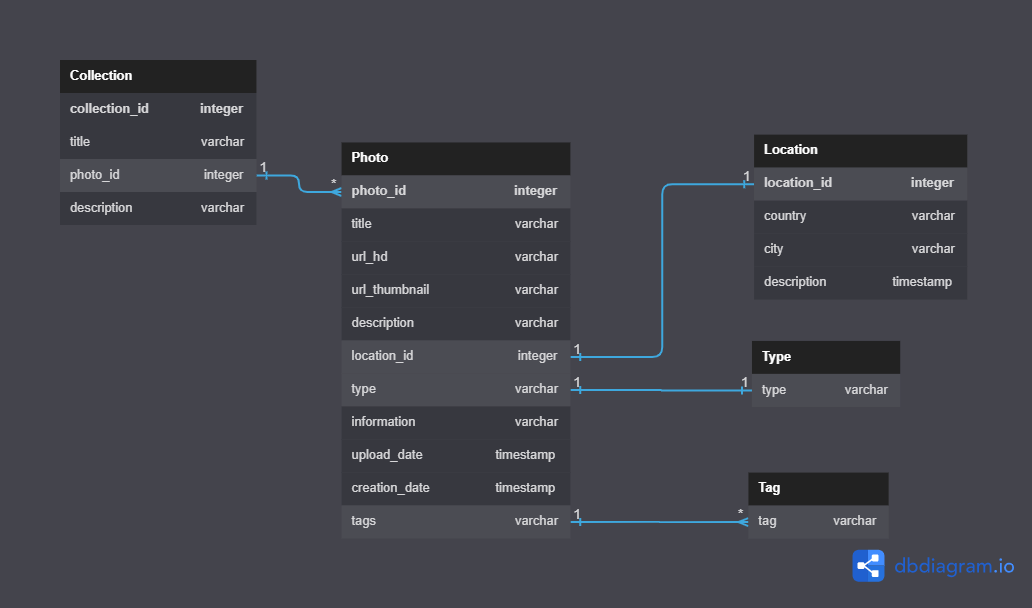 Collection
collection_id integer
title varchar
photo_id integer 1
description varchar
Photo
* photo_id integer
title varchar
url_hd varchar
url_thumbnail varchar
description varchar
location_id integer 1
type varchar 1
information varchar
upload_date timestamp
creation_date timestamp
tags varchar 1
Location
1 location_id integer
country varchar
city varchar
description timestamp
Type
1 type varchar
Tag
* tag varchar
dbdiagram.io